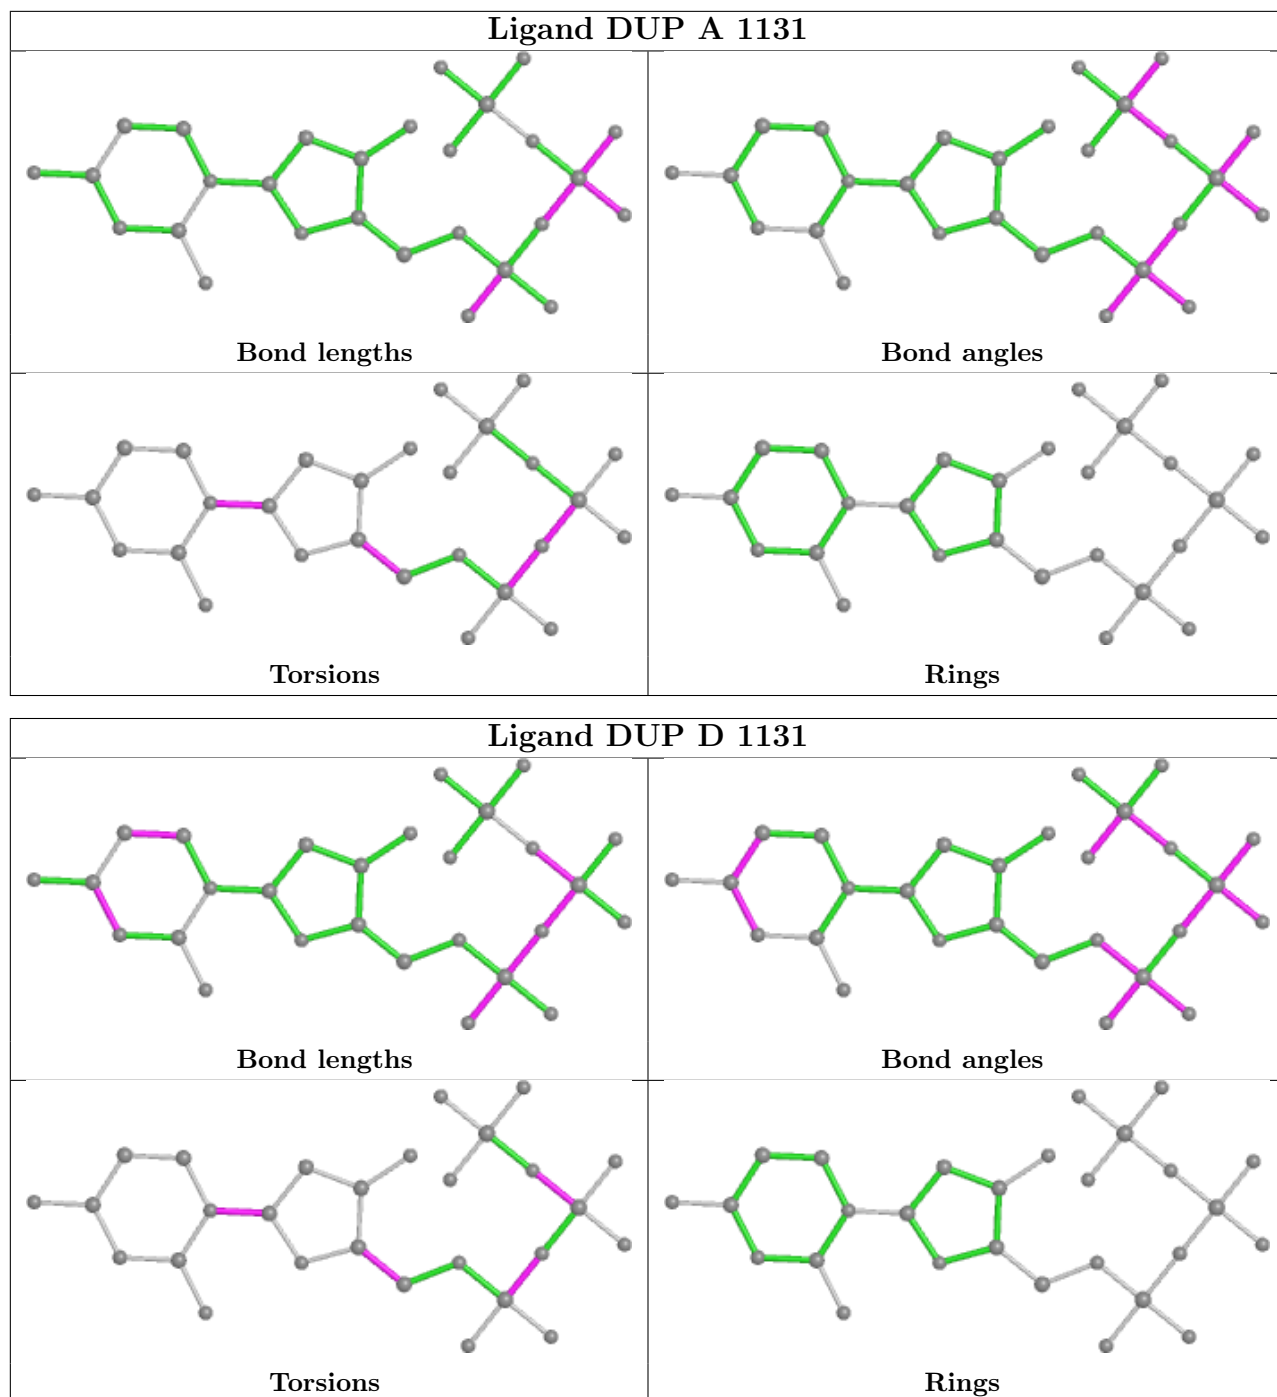 Ligand DUP A 1131
Bond lengths
Bond angles
Torsions
Rings
Ligand DUP D 1131
Bond lengths
Bond angles
Torsions
Rings